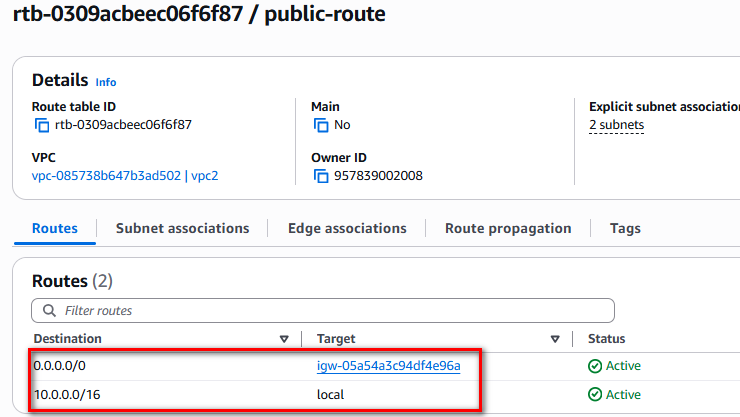 rtb-0309acbeec06f6f87 / public-route
Details Info
Route table ID
rtb-0309acbeec06f6f87
Main
No
Explicit subnet association
2 subnets
VPC
vpc-085738b647b3ad502 | vpc2
Owner ID
957839002008
Routes Subnet associations Edge associations Route propagation Tags
Routes (2)
Filter routes
Destination Target Status
0.0.0.0/0 igw-05a54a3c94df4e96a Active
10.0.0.0/16 local Active